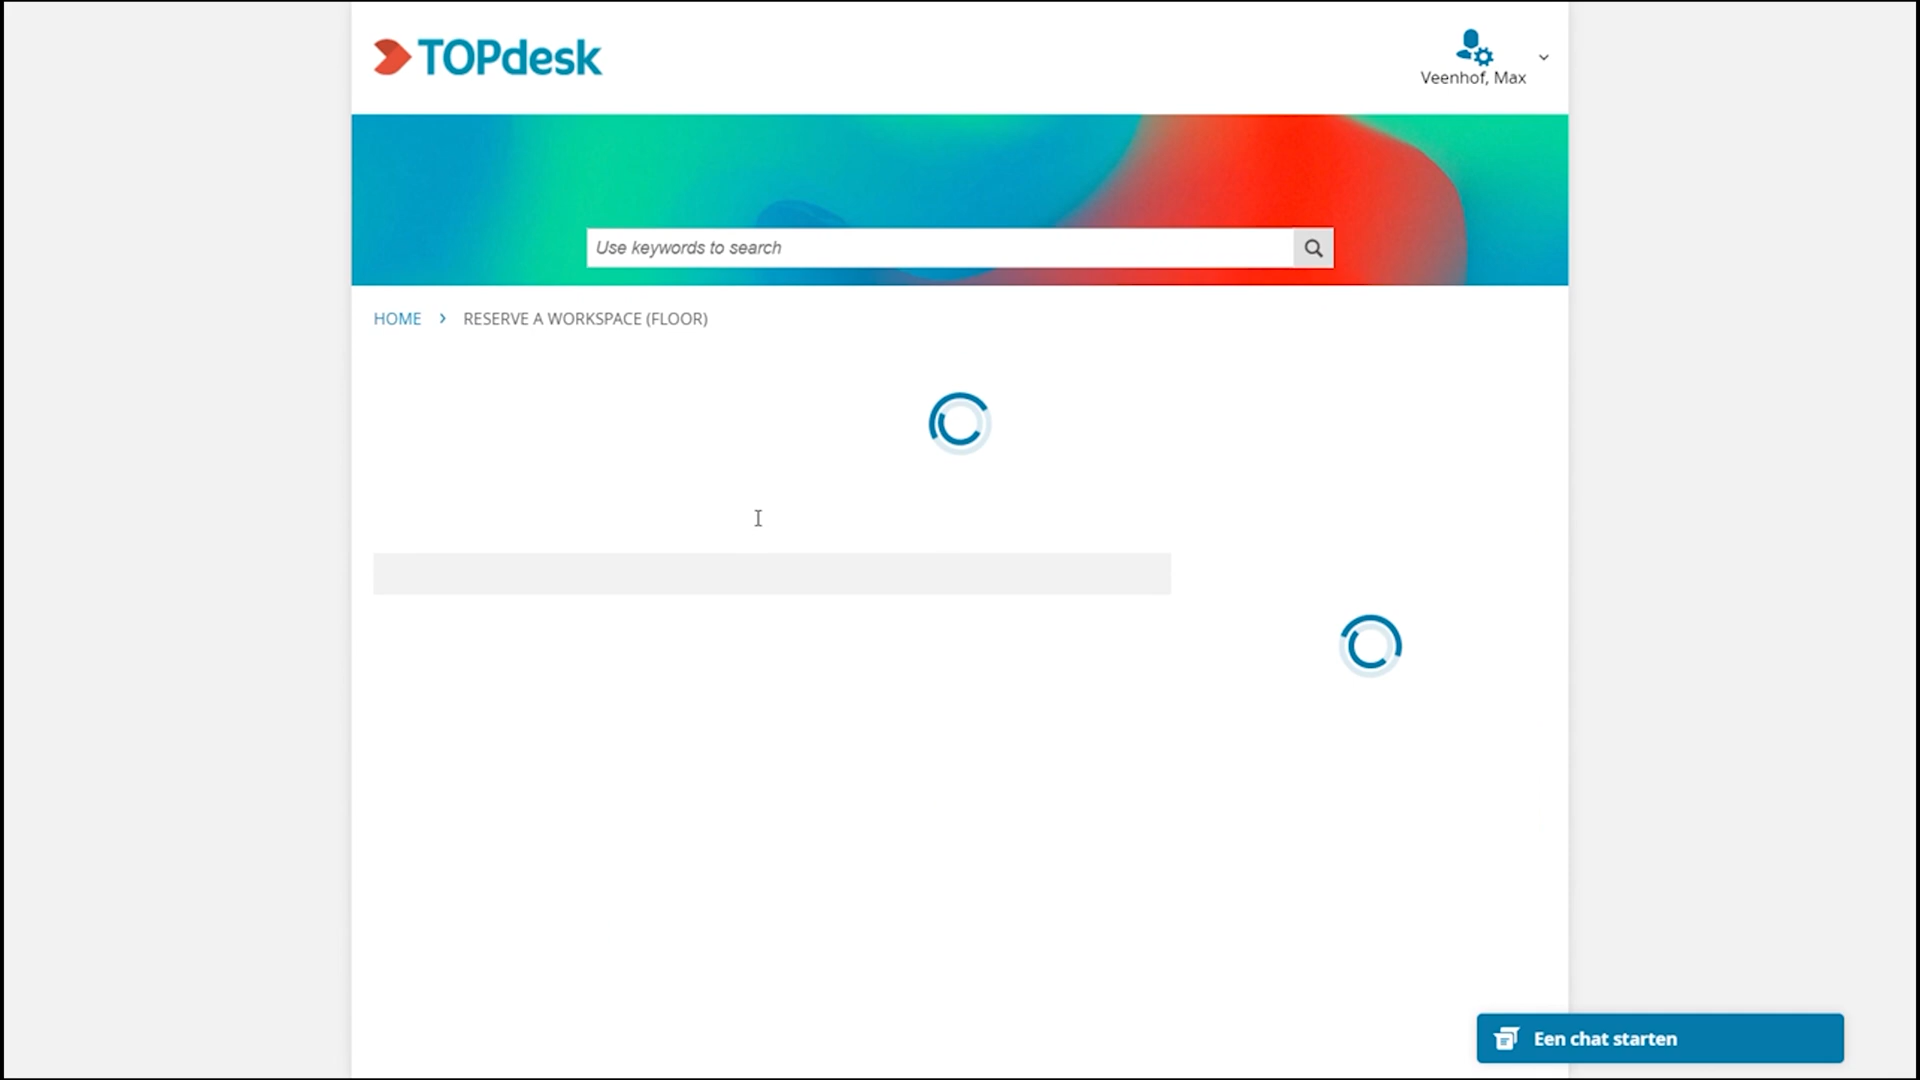 TOPdesk
Veenhof, Max
Use keywords to search
HOME > RESERVE A WORKSPACE (FLOOR)
Een chat starten